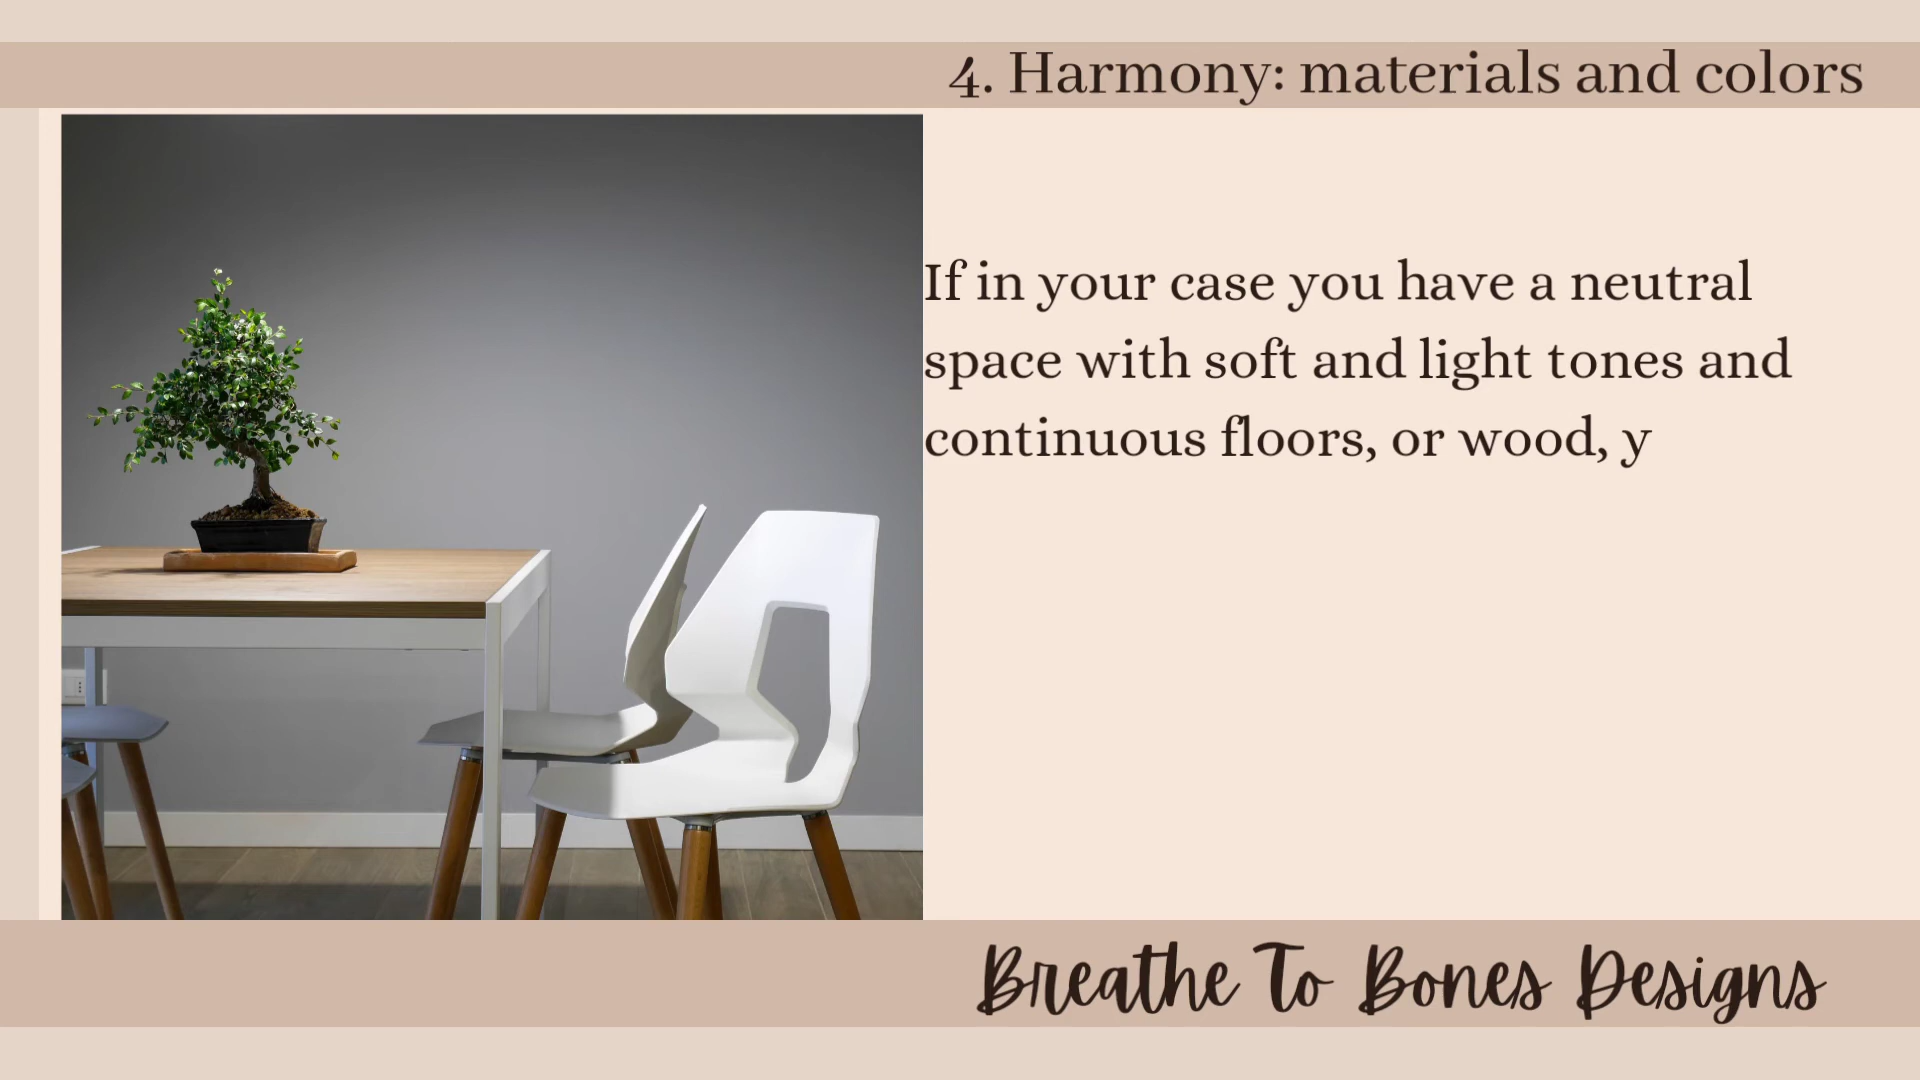 4. Harmony: materials and colors
If in your case you have a neutral
space with soft and light tones and
continuous floors, or wood, y
Breathe To Bones Designs